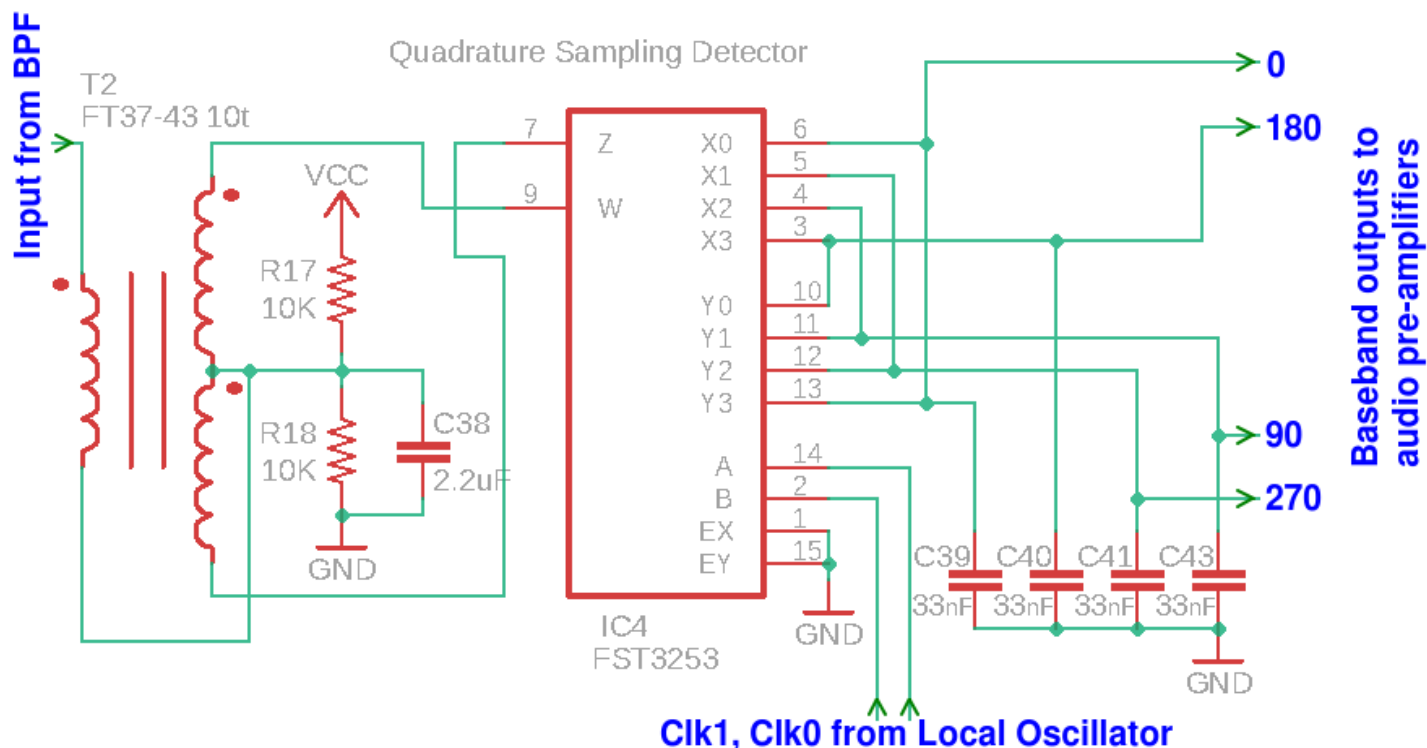 Quadrature Sampling Detector
Input from BPF
T2
FT37-43 10t
VCC
R17
10K
R18
10K
C38
2.2uF
GND
7
Z
9
W
X0
6
X1
5
X2
4
X3
3
Y0
10
Y1
11
Y2
12
Y3
13
A
14
B
2
EX
1
EY
15
IC4
FST3253
GND
0
180
90
270
Baseband outputs to
audio pre-amplifiers
C39
33nF
C40
33nF
C41
33nF
C43
33nF
GND
Clk1, Clk0 from Local Oscillator